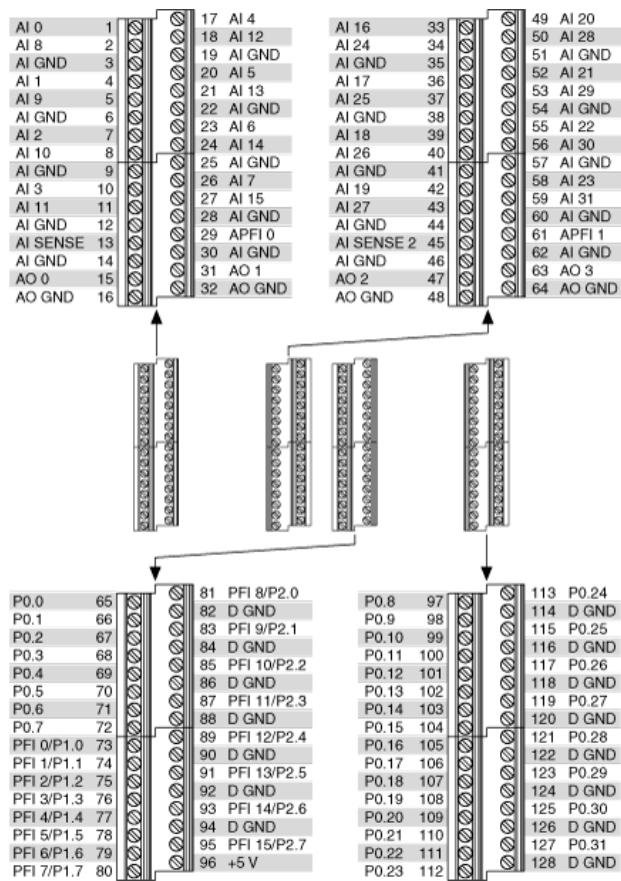 AI 0 1
AI 8 2
AI GND 3
AI 1 4
AI 9 5
AI GND 6
AI 2 7
AI 10 8
AI GND 9
AI 3 10
AI 11 11
AI GND 12
AI SENSE 13
AI GND 14
AO 0 15
AO GND 16
17 AI 4
18 AI 12
19 AI GND
20 AI 5
21 AI 13
22 AI GND
23 AI 6
24 AI 14
25 AI GND
26 AI 7
27 AI 15
28 AI GND
29 APFI 0
30 AI GND
31 AO 1
32 AO GND
AI 16 33
AI 24 34
AI GND 35
AI 17 36
AI 25 37
AI GND 38
AI 18 39
AI 26 40
AI GND 41
AI 19 42
AI 27 43
AI GND 44
AI SENSE 2 45
AI GND 46
AO 2 47
AO GND 48
49 AI 20
50 AI 28
51 AI GND
52 AI 21
53 AI 29
54 AI GND
55 AI 22
56 AI 30
57 AI GND
58 AI 23
59 AI 31
60 AI GND
61 APFI 1
62 AI GND
63 AO 3
64 AO GND
P0.0 65
P0.1 66
P0.2 67
P0.3 68
P0.4 69
P0.5 70
P0.6 71
P0.7 72
PFI 0/P1.0 73
PFI 1/P1.1 74
PFI 2/P1.2 75
PFI 3/P1.3 76
PFI 4/P1.4 77
PFI 5/P1.5 78
PFI 6/P1.6 79
PFI 7/P1.7 80
81 PFI 8/P2.0
82 D GND
83 PFI 9/P2.1
84 D GND
85 PFI 10/P2.2
86 D GND
87 PFI 11/P2.3
88 D GND
89 PFI 12/P2.4
90 D GND
91 PFI 13/P2.5
92 D GND
93 PFI 14/P2.6
94 D GND
95 PFI 15/P2.7
96 +5 V
P0.8 97
P0.9 98
P0.10 99
P0.11 100
P0.12 101
P0.13 102
P0.14 103
P0.15 104
P0.16 105
P0.17 106
P0.18 107
P0.19 108
P0.20 109
P0.21 110
P0.22 111
P0.23 112
113 P0.24
114 D GND
115 P0.25
116 D GND
117 P0.26
118 D GND
119 P0.27
120 D GND
121 P0.28
122 D GND
123 P0.29
124 D GND
125 P0.30
126 D GND
127 P0.31
128 D GND